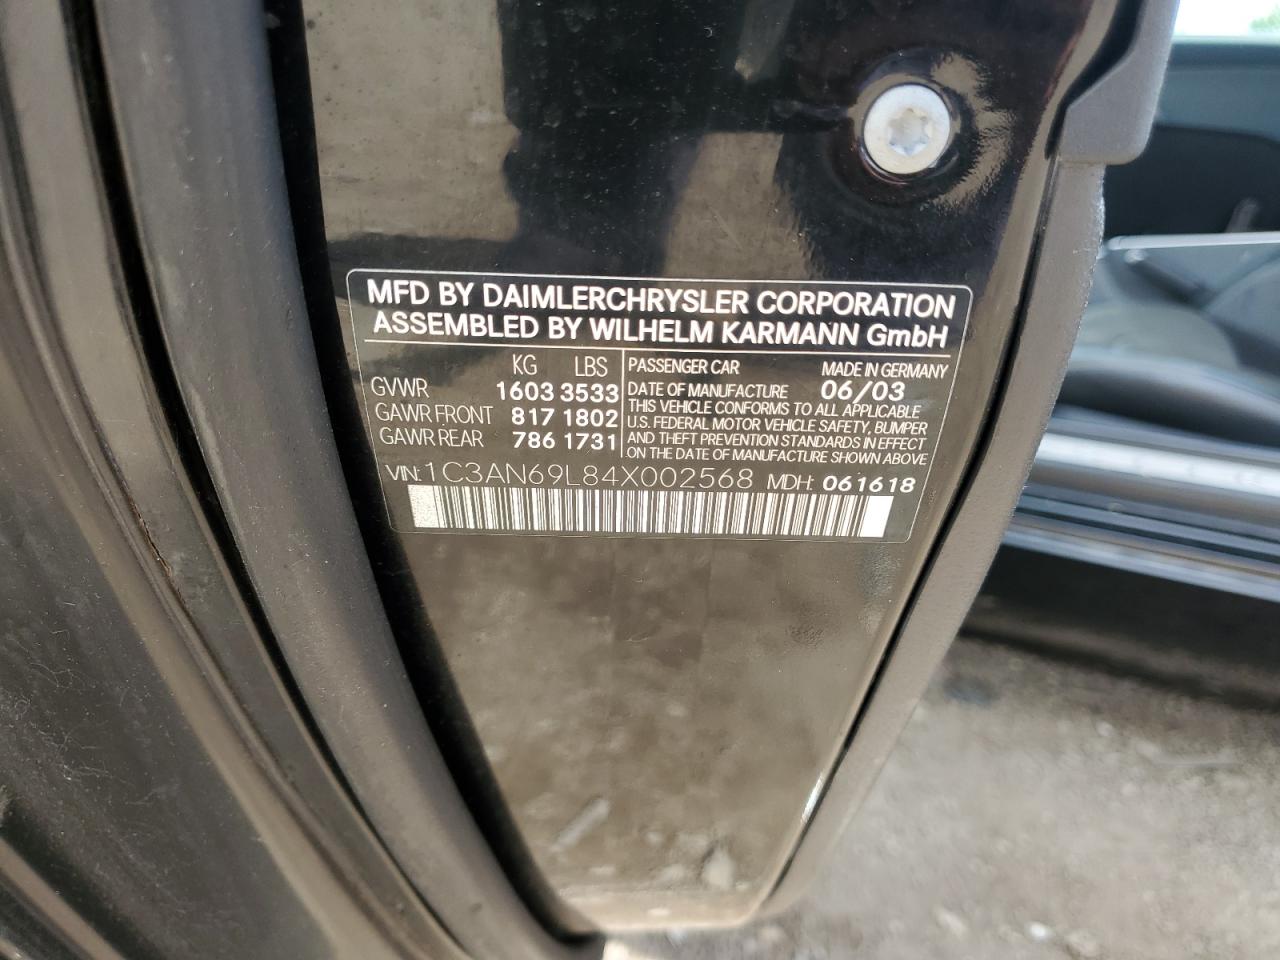 MFD BY DAIMLERCHRYSLER CORPORATION
ASSEMBLED BY WILHELM KARMANN GmbH
KG LBS
GVWR 1603 3533
GAWR FRONT 817 1802
GAWR REAR 786 1731
PASSENGER CAR MADE IN GERMANY
DATE OF MANUFACTURE 06/03
THIS VEHICLE CONFORMS TO ALL APPLICABLE
U.S. FEDERAL MOTOR VEHICLE SAFETY, BUMPER
AND THEFT PREVENTION STANDARDS IN EFFECT
ON THE DATE OF MANUFACTURE SHOWN ABOVE
VIN: 1C3AN69L84X002568 MDH: 061618